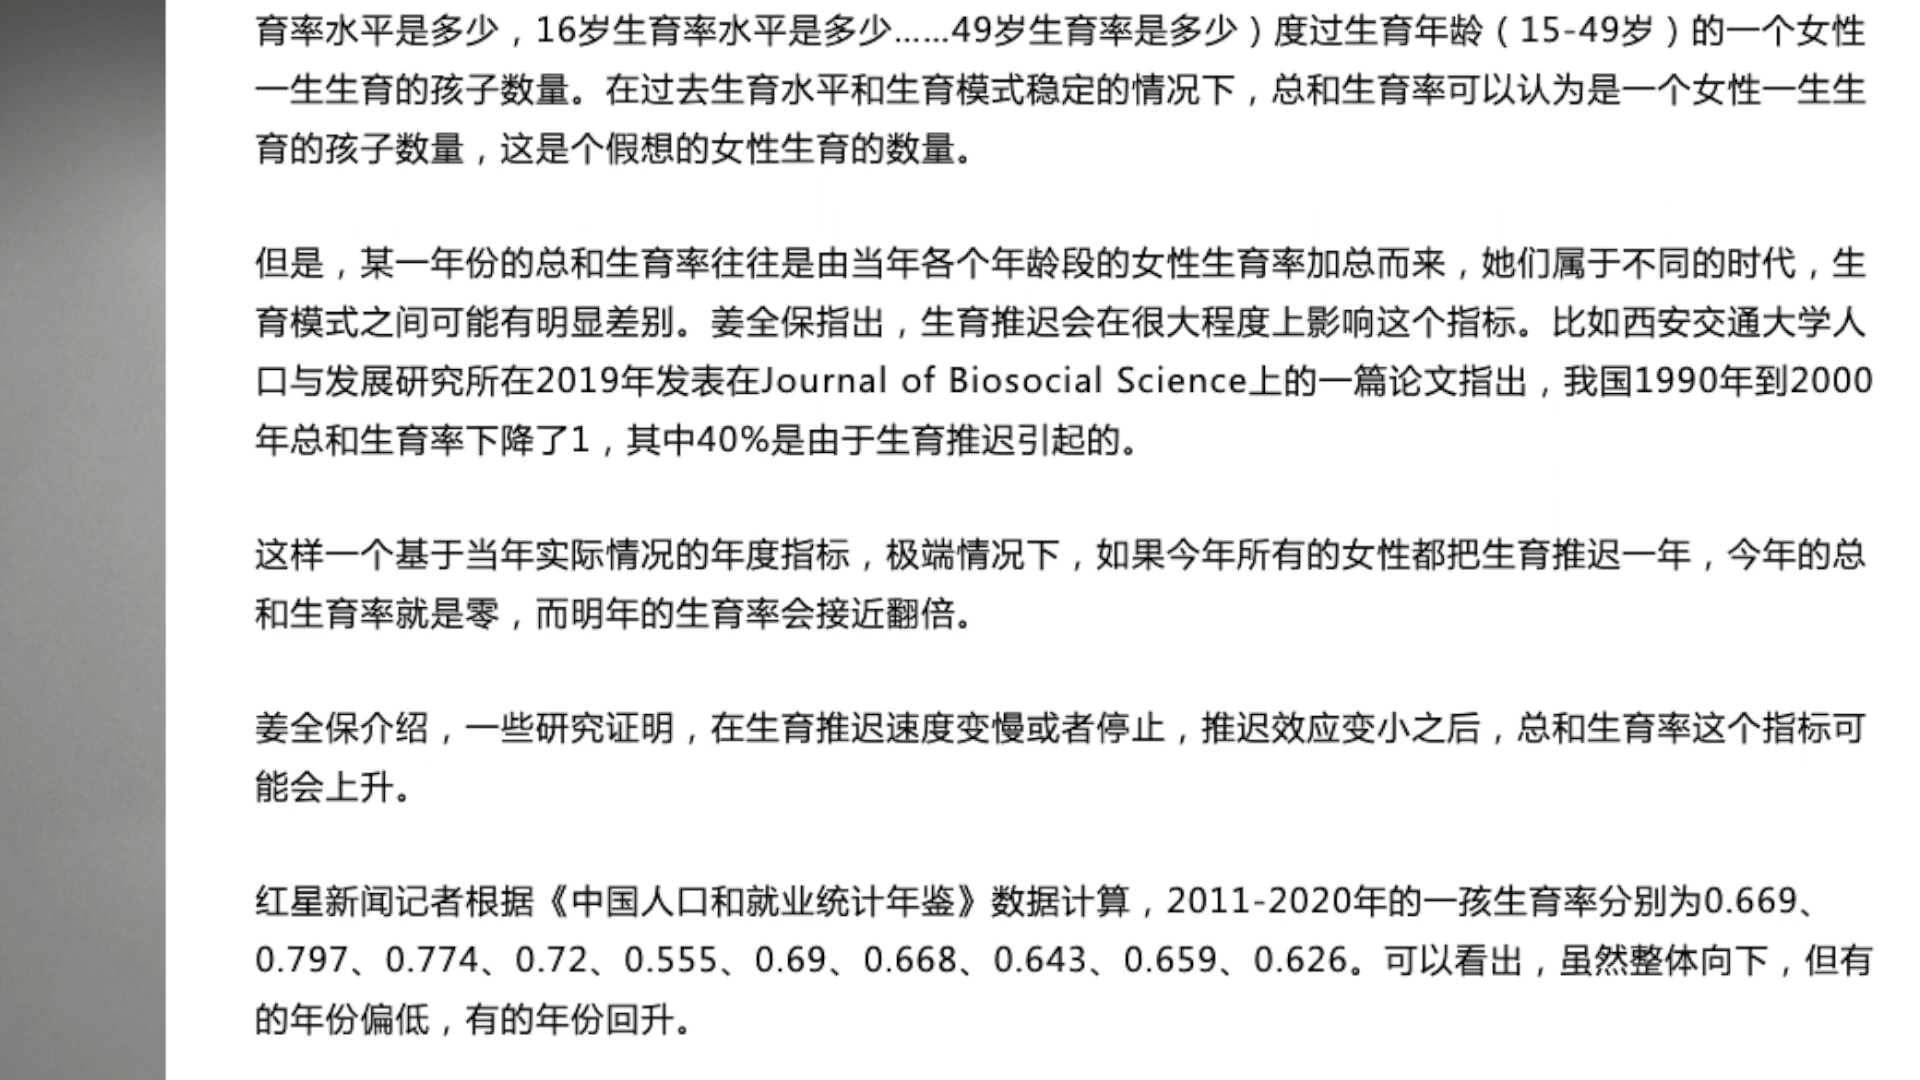 育率水平是多少，16岁生育率水平是多少……49岁生育率是多少）度过生育年龄（15-49岁）的一个女性
一生生育的孩子数量。在过去生育水平和生育模式稳定的情况下，总和生育率可以认为是一个女性一生生
育的孩子数量，这是个假想的女性生育的数量。
但是，某一年份的总和生育率往往是由当年各个年龄段的女性生育率加总而来，她们属于不同的时代，生
育模式之间可能有明显差别。姜全保指出，生育推迟会在很大程度上影响这个指标。比如西安交通大学人
口与发展研究所在2019年发表在Journal of Biosocial Science上的一篇论文指出，我国1990年到2000
年总和生育率下降了1，其中40%是由于生育推迟引起的。
这样一个基于当年实际情况的年度指标，极端情况下，如果今年所有的女性都把生育推迟一年，今年的总
和生育率就是零，而明年的生育率会接近翻倍。
姜全保介绍，一些研究证明，在生育推迟速度变慢或者停止，推迟效应变小之后，总和生育率这个指标可
能会上升。
红星新闻记者根据《中国人口和就业统计年鉴》数据计算，2011-2020年的一孩生育率分别为0.669、
0.797、0.774、0.72、0.555、0.69、0.668、0.643、0.659、0.626。可以看出，虽然整体向下，但有
的年份偏低，有的年份回升。